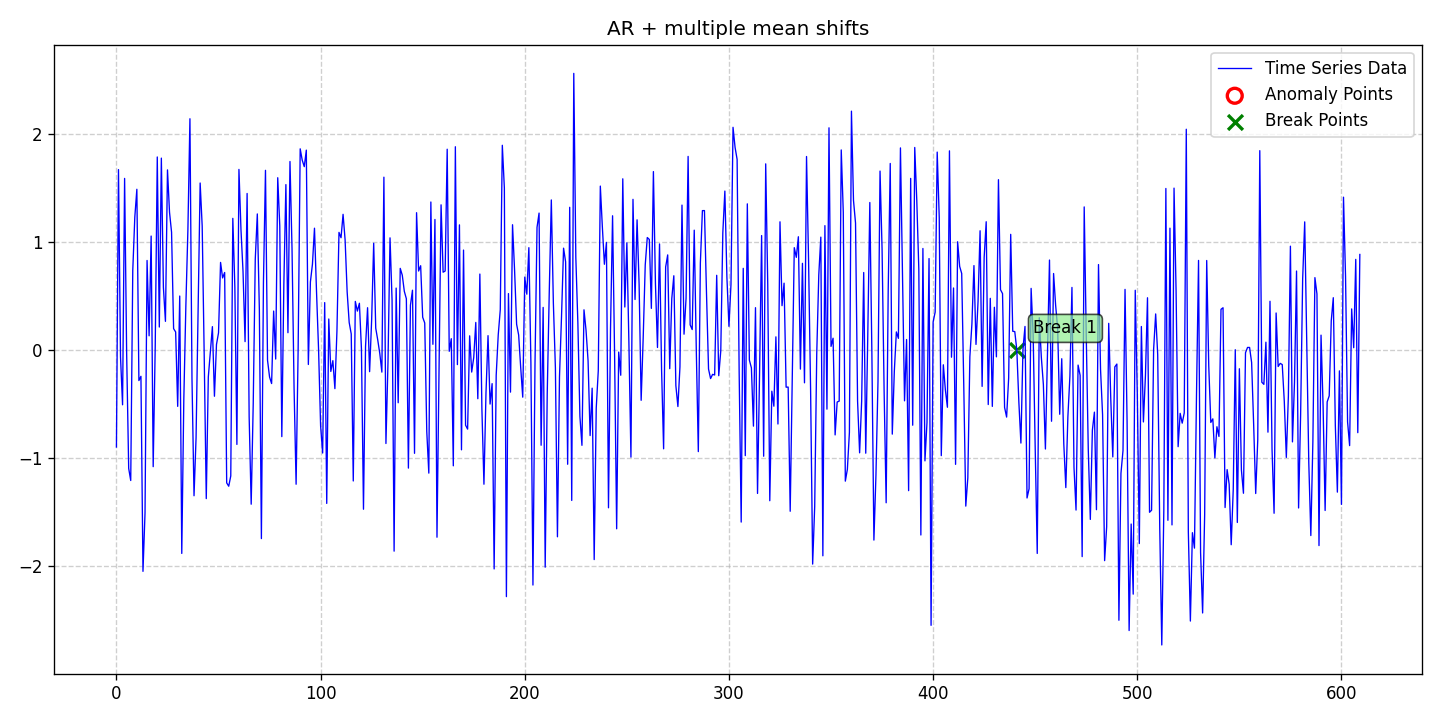 AR + multiple mean shifts
Time Series Data
Anomaly Points
Break Points
2
1
0
−1
−2
Break 1
0
100
200
300
400
500
600